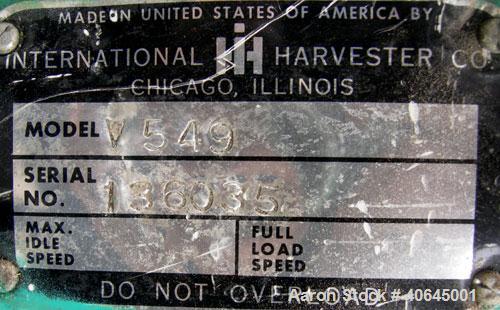 MADE IN UNITED STATES OF AMERICA BY
INTERNATIONAL IH HARVESTER CO.
CHICAGO, ILLINOIS
MODEL V 549
SERIAL NO. 136035
MAX. IDLE SPEED
FULL LOAD SPEED
DO NOT OVERLOAD
Aaron Stock # 40645001